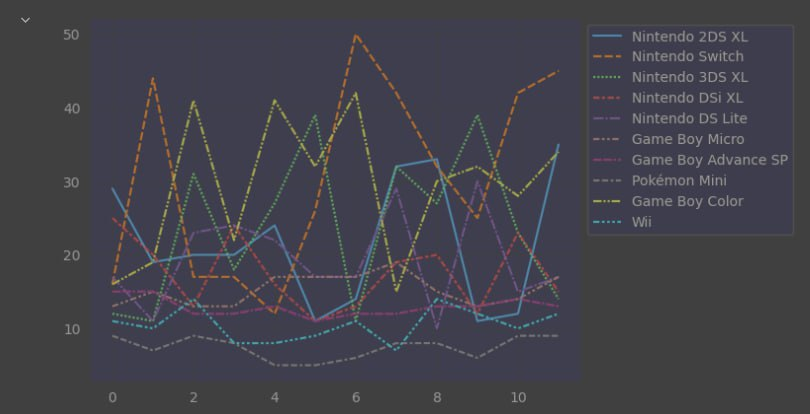 50
40
30
20
10
0 2 4 6 8 10
Nintendo 2DS XL
Nintendo Switch
Nintendo 3DS XL
Nintendo DSi XL
Nintendo DS Lite
Game Boy Micro
Game Boy Advance SP
Pokémon Mini
Game Boy Color
Wii